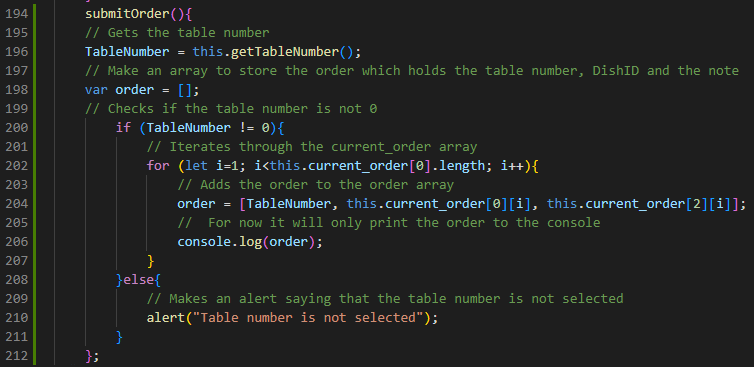 194 submitOrder(){
195 // Gets the table number
196 TableNumber = this.getTableNumber();
197 // Make an array to store the order which holds the table number, DishID and the note
198 var order = [];
199 // Checks if the table number is not 0
200 if (TableNumber != 0){
201 // Iterates through the current_order array
202 for (let i=1; i<this.current_order[0].length; i++){
203 // Adds the order to the order array
204 order = [TableNumber, this.current_order[0][i], this.current_order[2][i]];
205 //  For now it will only print the order to the console
206 console.log(order);
207 }
208 }else{
209 // Makes an alert saying that the table number is not selected
210 alert("Table number is not selected");
211 }
212 };